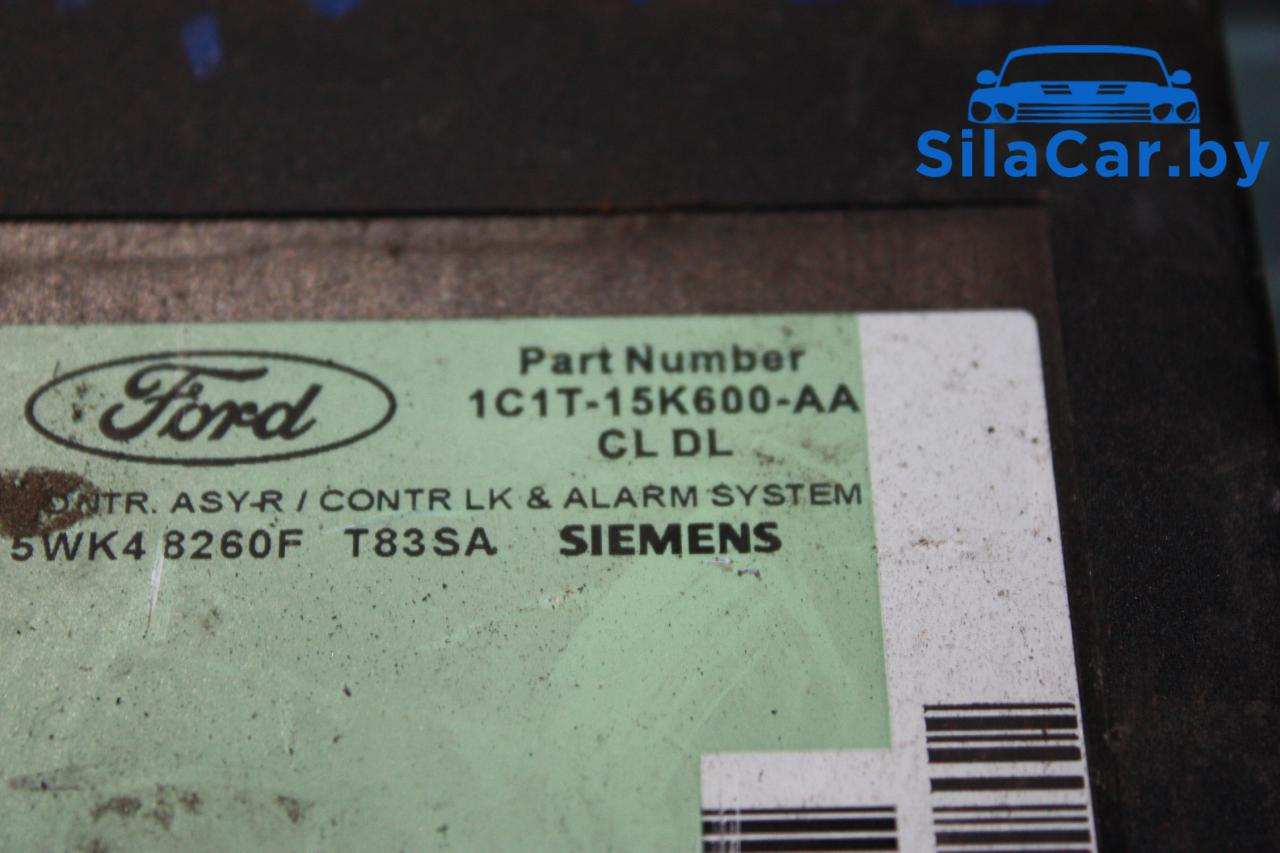 SilaCar.by
Ford
Part Number
1C1T-15K600-AA
CL DL
CONTR. ASY-R / CONTR LK & ALARM SYSTEM
5WK4 8260F T83SA SIEMENS